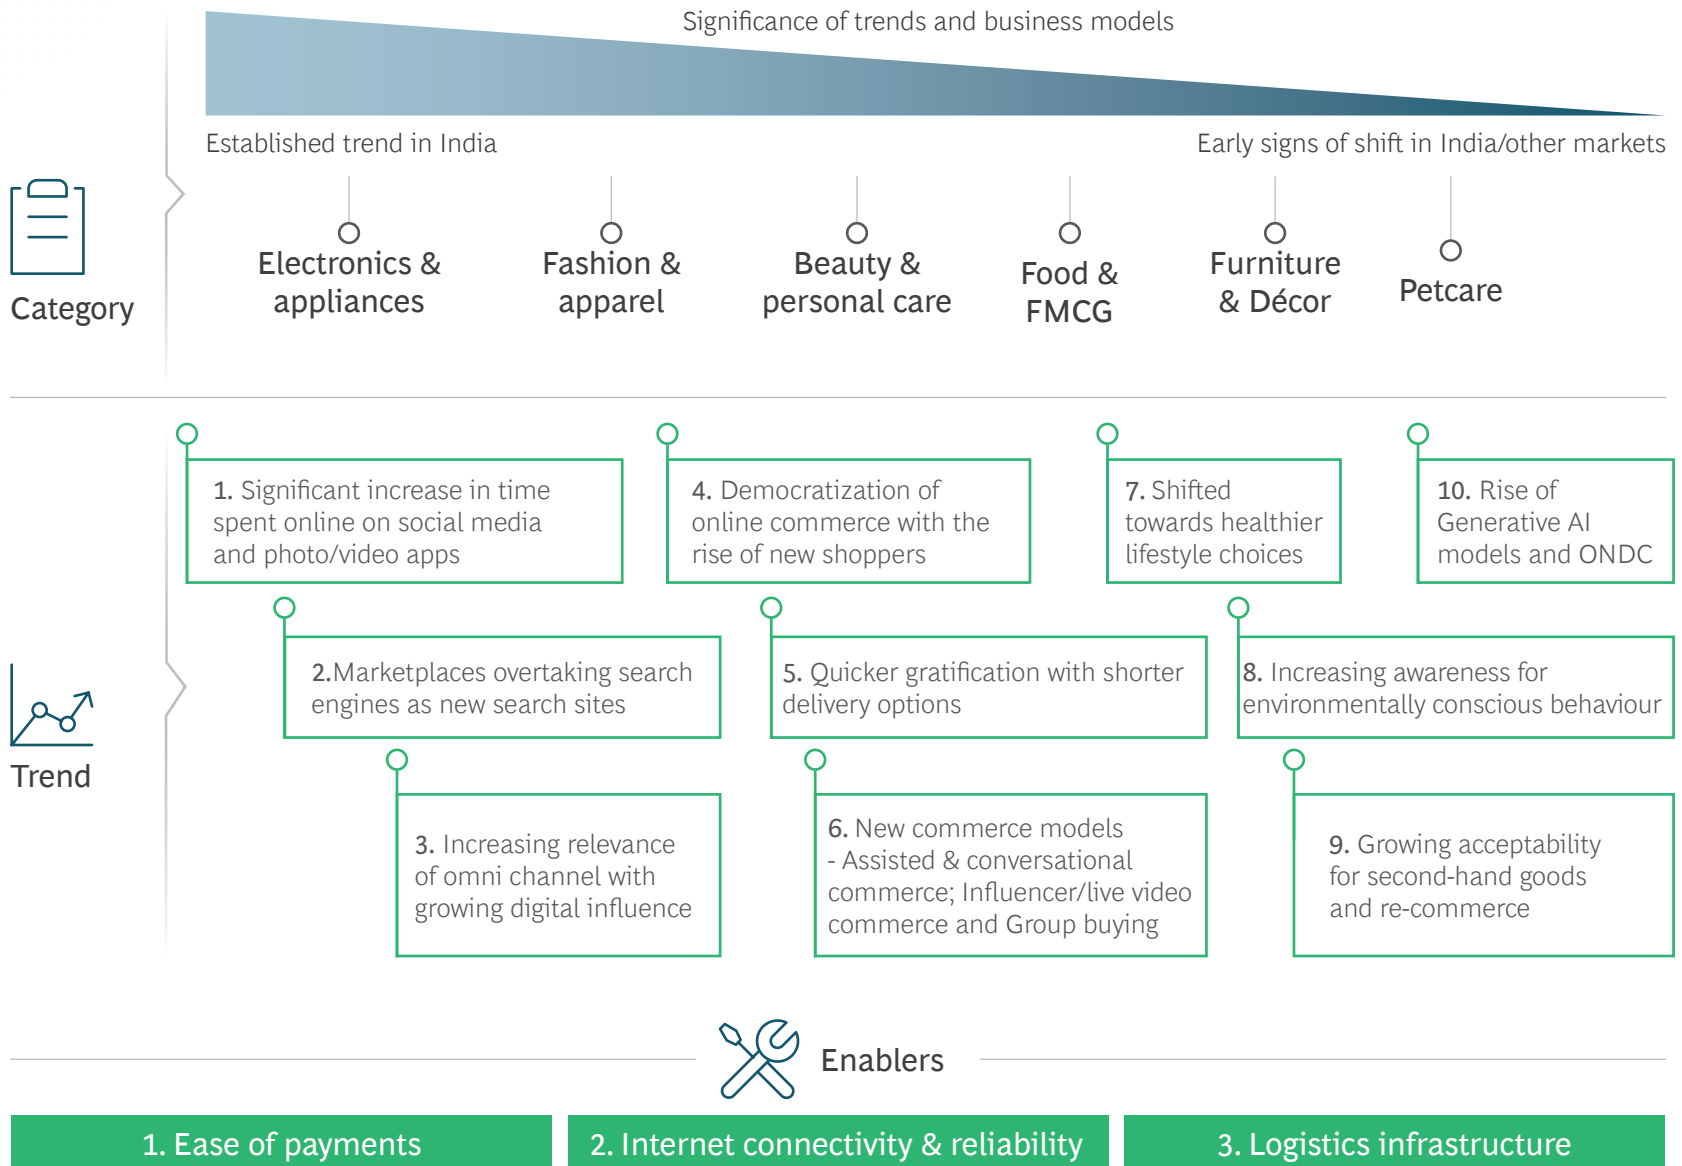 Significance of trends and business models
Established trend in India
Early signs of shift in India/other markets
Category
Electronics &
appliances
Fashion &
apparel
Beauty &
personal care
Food &
FMCG
Furniture
& Décor
Petcare
Trend
1. Significant increase in time
spent online on social media
and photo/video apps
2.Marketplaces overtaking search
engines as new search sites
3. Increasing relevance
of omni channel with
growing digital influence
4. Democratization of
online commerce with the
rise of new shoppers
5. Quicker gratification with shorter
delivery options
6. New commerce models
- Assisted & conversational
commerce; Influencer/live video
commerce and Group buying
7. Shifted
towards healthier
lifestyle choices
8. Increasing awareness for
environmentally conscious behaviour
9. Growing acceptability
for second-hand goods
and re-commerce
10. Rise of
Generative AI
models and ONDC
Enablers
1. Ease of payments
2. Internet connectivity & reliability
3. Logistics infrastructure